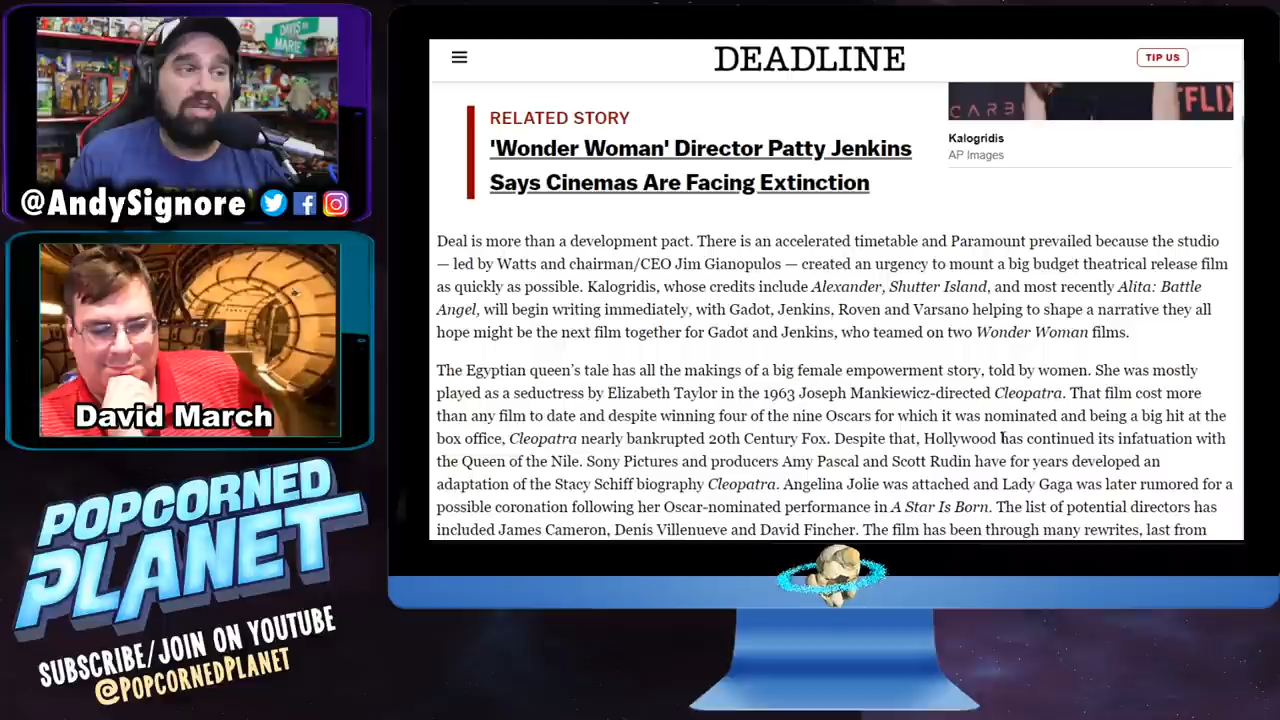 DAVIS
MARIE
@AndySignore
David March
POPCORNED
PLANET
SUBSCRIBE/JOIN ON YOUTUBE
@POPCORNEDPLANET
DEADLINE
TIP US
RELATED STORY
'Wonder Woman' Director Patty Jenkins
Says Cinemas Are Facing Extinction
CARB
FLIX
Kalogridis
AP Images
Deal is more than a development pact. There is an accelerated timetable and Paramount prevailed because the studio
— led by Watts and chairman/CEO Jim Gianopulos — created an urgency to mount a big budget theatrical release film
as quickly as possible. Kalogridis, whose credits include Alexander, Shutter Island, and most recently Alita: Battle
Angel, will begin writing immediately, with Gadot, Jenkins, Roven and Varsano helping to shape a narrative they all
hope might be the next film together for Gadot and Jenkins, who teamed on two Wonder Woman films.
The Egyptian queen's tale has all the makings of a big female empowerment story, told by women. She was mostly
played as a seductress by Elizabeth Taylor in the 1963 Joseph Mankiewicz-directed Cleopatra. That film cost more
than any film to date and despite winning four of the nine Oscars for which it was nominated and being a big hit at the
box office, Cleopatra nearly bankrupted 20th Century Fox. Despite that, Hollywood has continued its infatuation with
the Queen of the Nile. Sony Pictures and producers Amy Pascal and Scott Rudin have for years developed an
adaptation of the Stacy Schiff biography Cleopatra. Angelina Jolie was attached and Lady Gaga was later rumored for a
possible coronation following her Oscar-nominated performance in A Star Is Born. The list of potential directors has
included James Cameron, Denis Villenueve and David Fincher. The film has been through many rewrites, last from